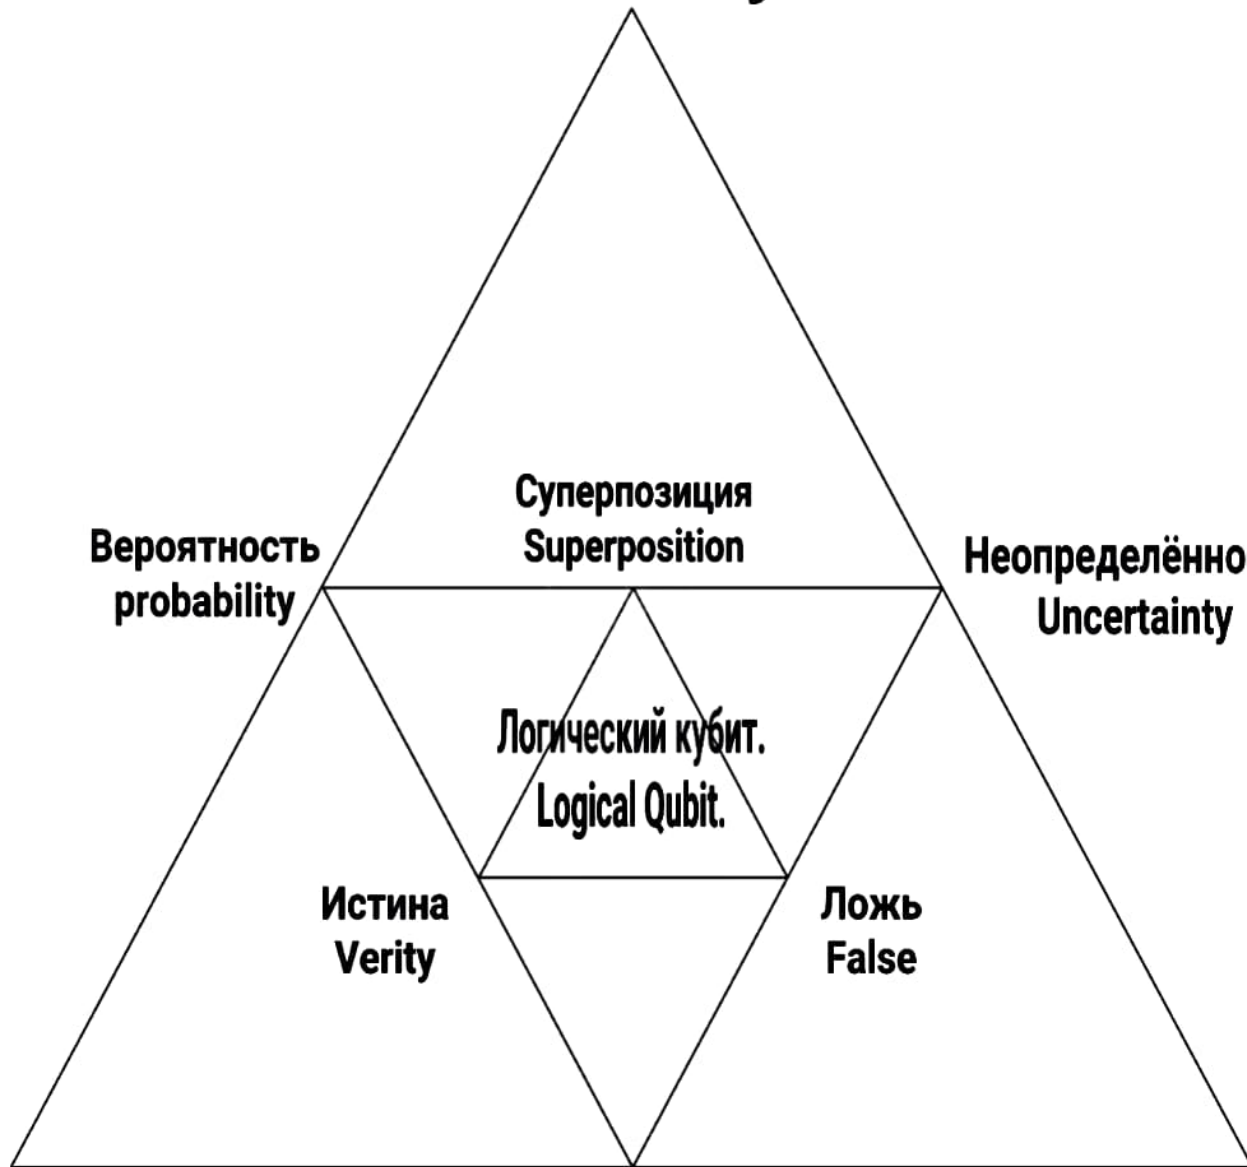 Суперпозиция
Superposition
Вероятность
probability
Неопределённо
Uncertainty
Логический кубит.
Logical Qubit.
Истина
Verity
Ложь
False